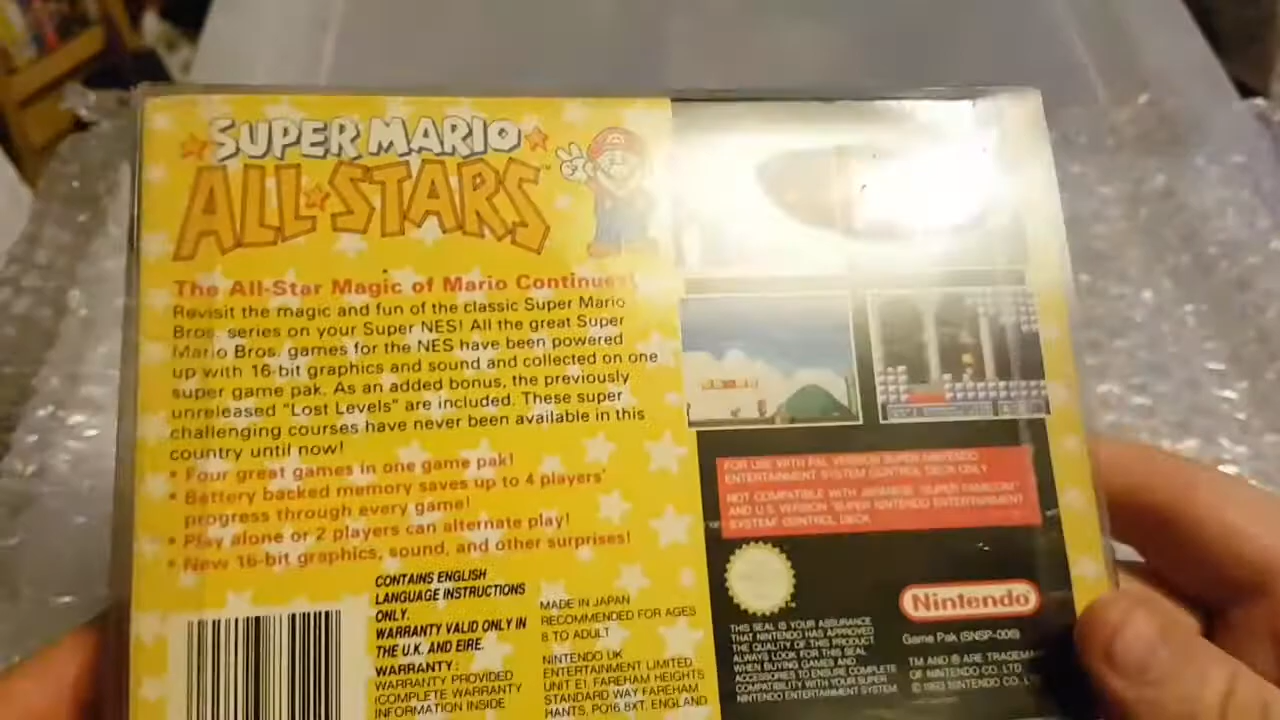 SUPER MARIO
ALL-STARS
The All-Star Magic of Mario Continues!
Revisit the magic and fun of the classic Super Mario
Bros. series on your Super NES! All the great Super
Mario Bros. games for the NES have been powered
up with 16-bit graphics and sound and collected on one
super game pak. As an added bonus, the previously
unreleased "Lost Levels" are included. These super
challenging courses have never been available in this
country until now!
• Four great games in one game pak!
• Battery backed memory saves up to 4 players'
progress through every game!
• Play alone or 2 players can alternate play!
• New 16-bit graphics, sound, and other surprises!
CONTAINS ENGLISH
LANGUAGE INSTRUCTIONS
ONLY.
WARRANTY VALID ONLY IN
THE U.K. AND EIRE.
WARRANTY:
WARRANTY PROVIDED
(COMPLETE WARRANTY
INFORMATION INSIDE
MADE IN JAPAN
RECOMMENDED FOR AGES
8 TO ADULT
NINTENDO UK
ENTERTAINMENT LIMITED
UNIT E1, FAREHAM HEIGHTS
STANDARD WAY FAREHAM
HANTS, PO16 8XT, ENGLAND
FOR USE WITH PAL VERSION SUPER NINTENDO
ENTERTAINMENT SYSTEM CONTROL DECK ONLY
NOT COMPATIBLE WITH JAPANESE "SUPER FAMICOM"
AND U.S. VERSION "SUPER NINTENDO ENTERTAINMENT
SYSTEM" CONTROL DECK
THIS SEAL IS YOUR ASSURANCE
THAT NINTENDO HAS APPROVED
THE QUALITY OF THIS PRODUCT
ALWAYS LOOK FOR THIS SEAL
WHEN BUYING GAMES AND
ACCESSORIES TO ENSURE COMPLETE
COMPATIBILITY WITH YOUR SUPER
NINTENDO ENTERTAINMENT SYSTEM
Nintendo
Game Pak (SNSP-006)
TM AND ® ARE TRADEM
OF NINTENDO CO. LTD
© 1993 NINTENDO CO. L